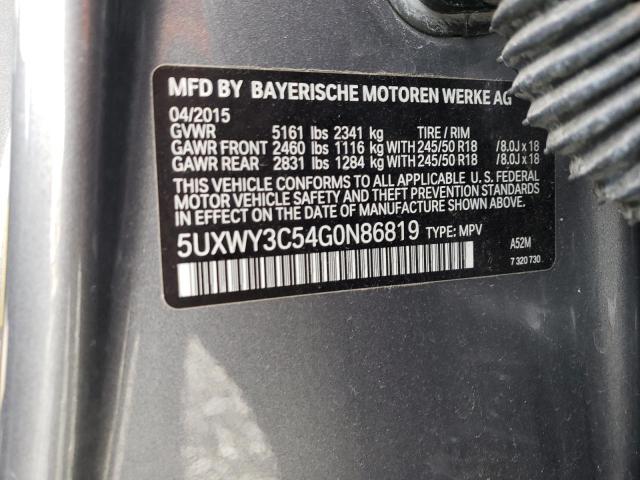 MFD BY BAYERISCHE MOTOREN WERKE AG
04/2015
GVWR 5161 lbs 2341 kg TIRE / RIM
GAWR FRONT 2460 lbs 1116 kg WITH 245/50 R18 / 8.0J x 18
GAWR REAR 2831 lbs 1284 kg WITH 245/50 R18 / 8.0J x 18
THIS VEHICLE CONFORMS TO ALL APPLICABLE U. S. FEDERAL
MOTOR VEHICLE SAFETY AND THEFT PREVENTION STANDARDS
IN EFFECT ON THE DATE OF MANUFACTURE SHOWN ABOVE.
5UXWY3C54G0N86819 TYPE: MPV
A52M
7 320 730